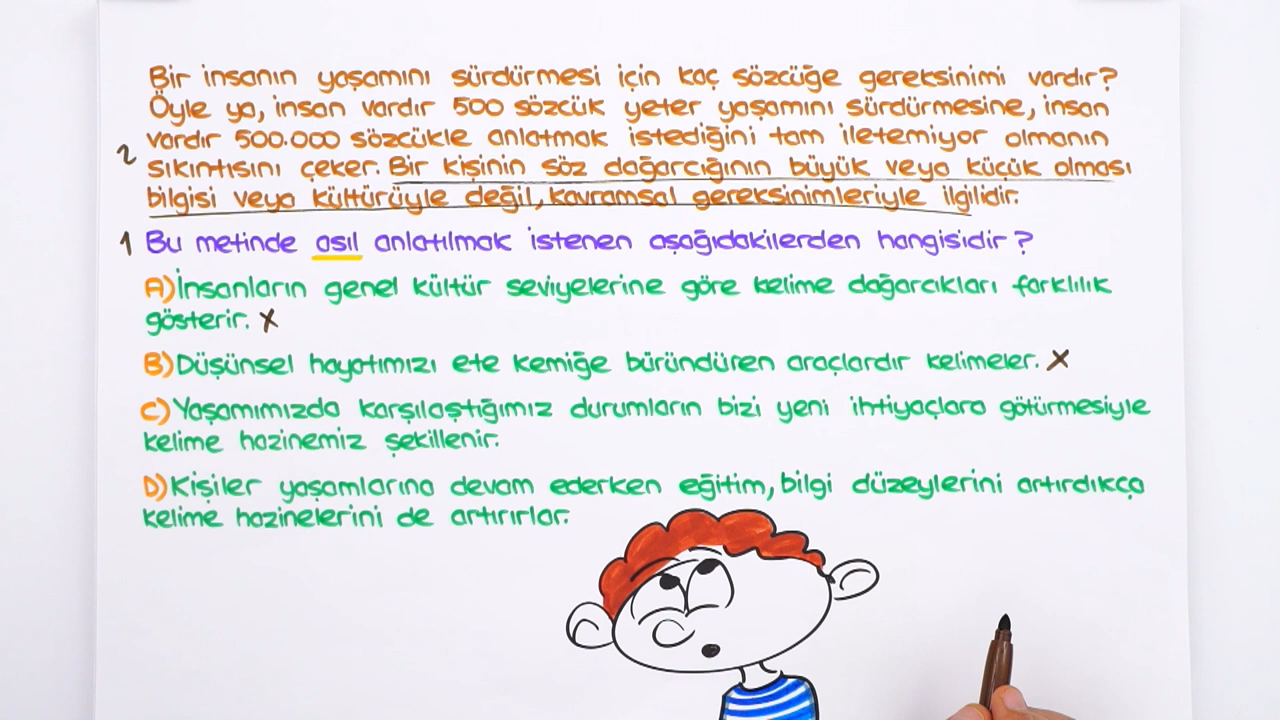 Bir insanın yaşamını sürdürmesi için kaç sözcüğe gereksinimi vardır?
Öyle ya, insan vardır 500 sözcük yeter yaşamını sürdürmesine, insan
vardır 500.000 sözcükle anlatmak istediğini tam iletemiyor olmanın
2 sıkıntısını çeker. Bir kişinin söz dağarcığının büyük veya küçük olması
bilgisi veya kültürüyle değil, kavramsal gereksinimleriyle ilgilidir.
1 Bu metinde asıl anlatılmak istenen aşağıdakilerden hangisidir?
A) İnsanların genel kültür seviyelerine göre kelime dağarcıkları farklılık
gösterir. X
B) Düşünsel hayatımızı ete kemiğe büründüren araçlardır kelimeler. X
C) Yaşamımızda karşılaştığımız durumların bizi yeni ihtiyaçlara götürmesiyle
kelime hazinemiz şekillenir.
D) Kişiler yaşamlarına devam ederken eğitim, bilgi düzeylerini artırdıkça
kelime hazinelerini de artırırlar.